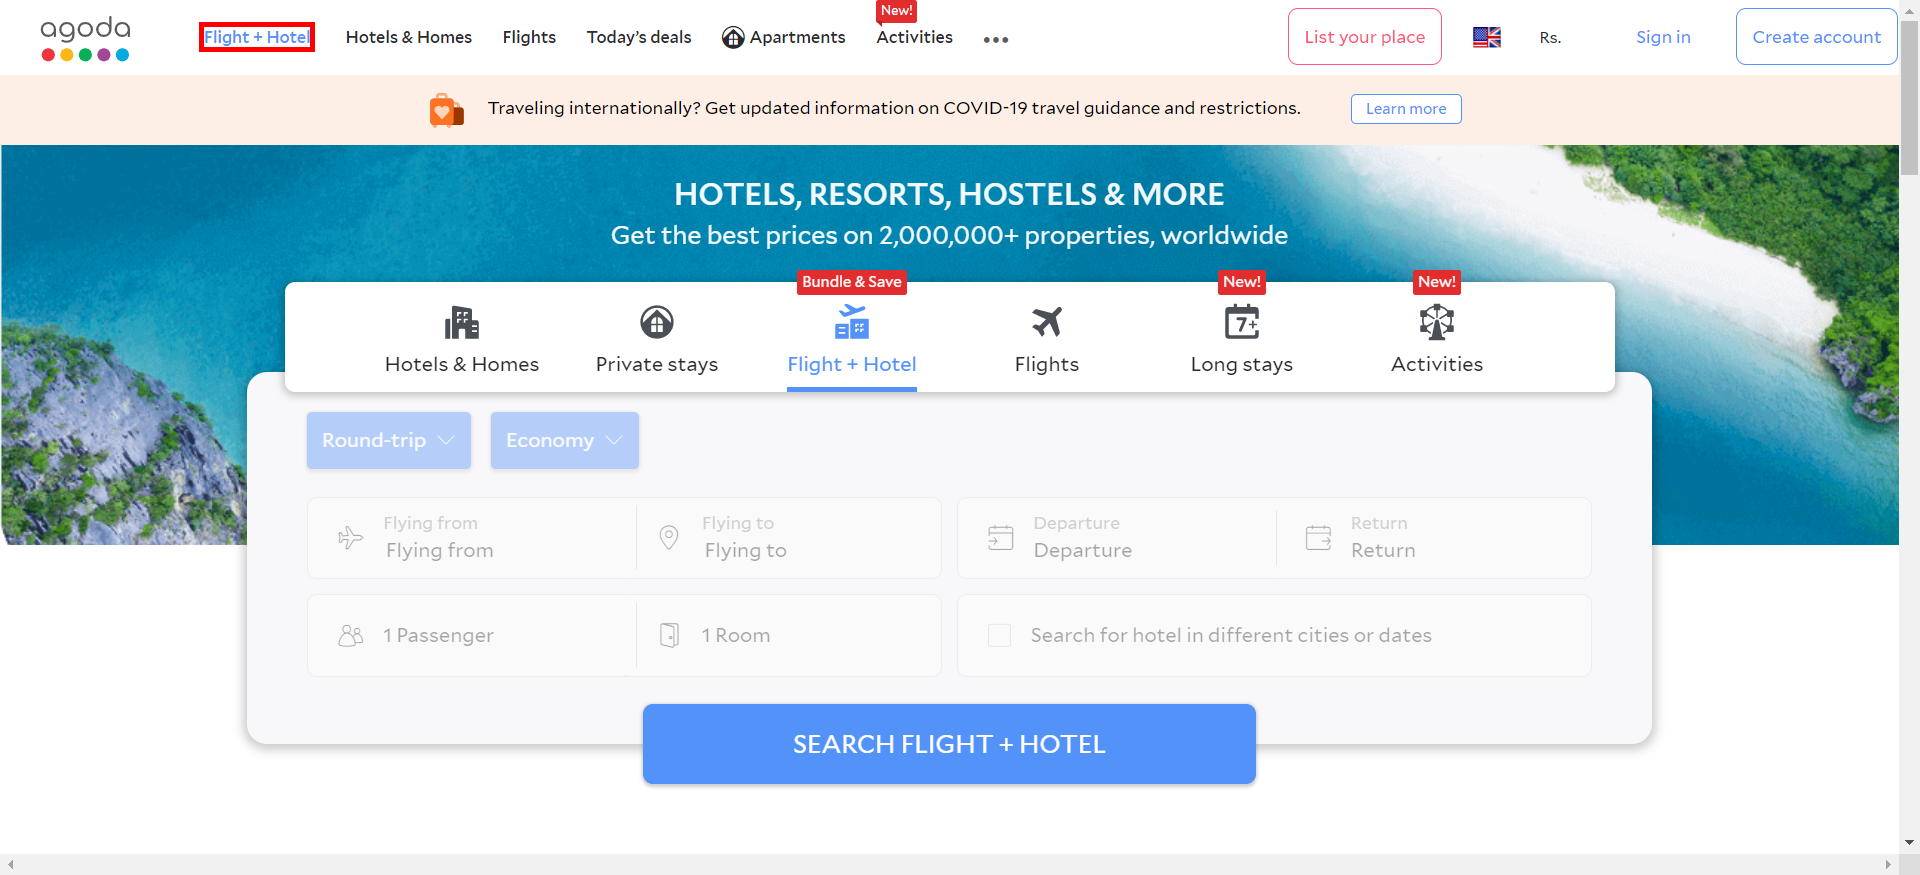 agoda
Flight + Hotel
Hotels & Homes
Flights
Today's deals
Apartments
New!
Activities
List your place
Rs.
Sign in
Create account
Traveling internationally? Get updated information on COVID-19 travel guidance and restrictions.
Learn more
HOTELS, RESORTS, HOSTELS & MORE
Get the best prices on 2,000,000+ properties, worldwide
Hotels & Homes
Private stays
Bundle & Save
Flight + Hotel
Flights
New!
7+
Long stays
New!
Activities
Round-trip
Economy
Flying from
Flying from
Flying to
Flying to
Departure
Departure
Return
Return
1 Passenger
1 Room
Search for hotel in different cities or dates
SEARCH FLIGHT + HOTEL